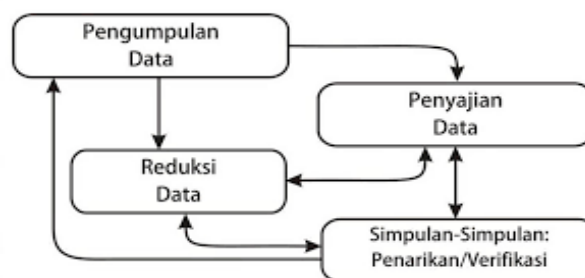 Pengumpulan
Data
Penyajian
Data
Reduksi
Data
Simpulan-Simpulan:
Penarikan/Verifikasi